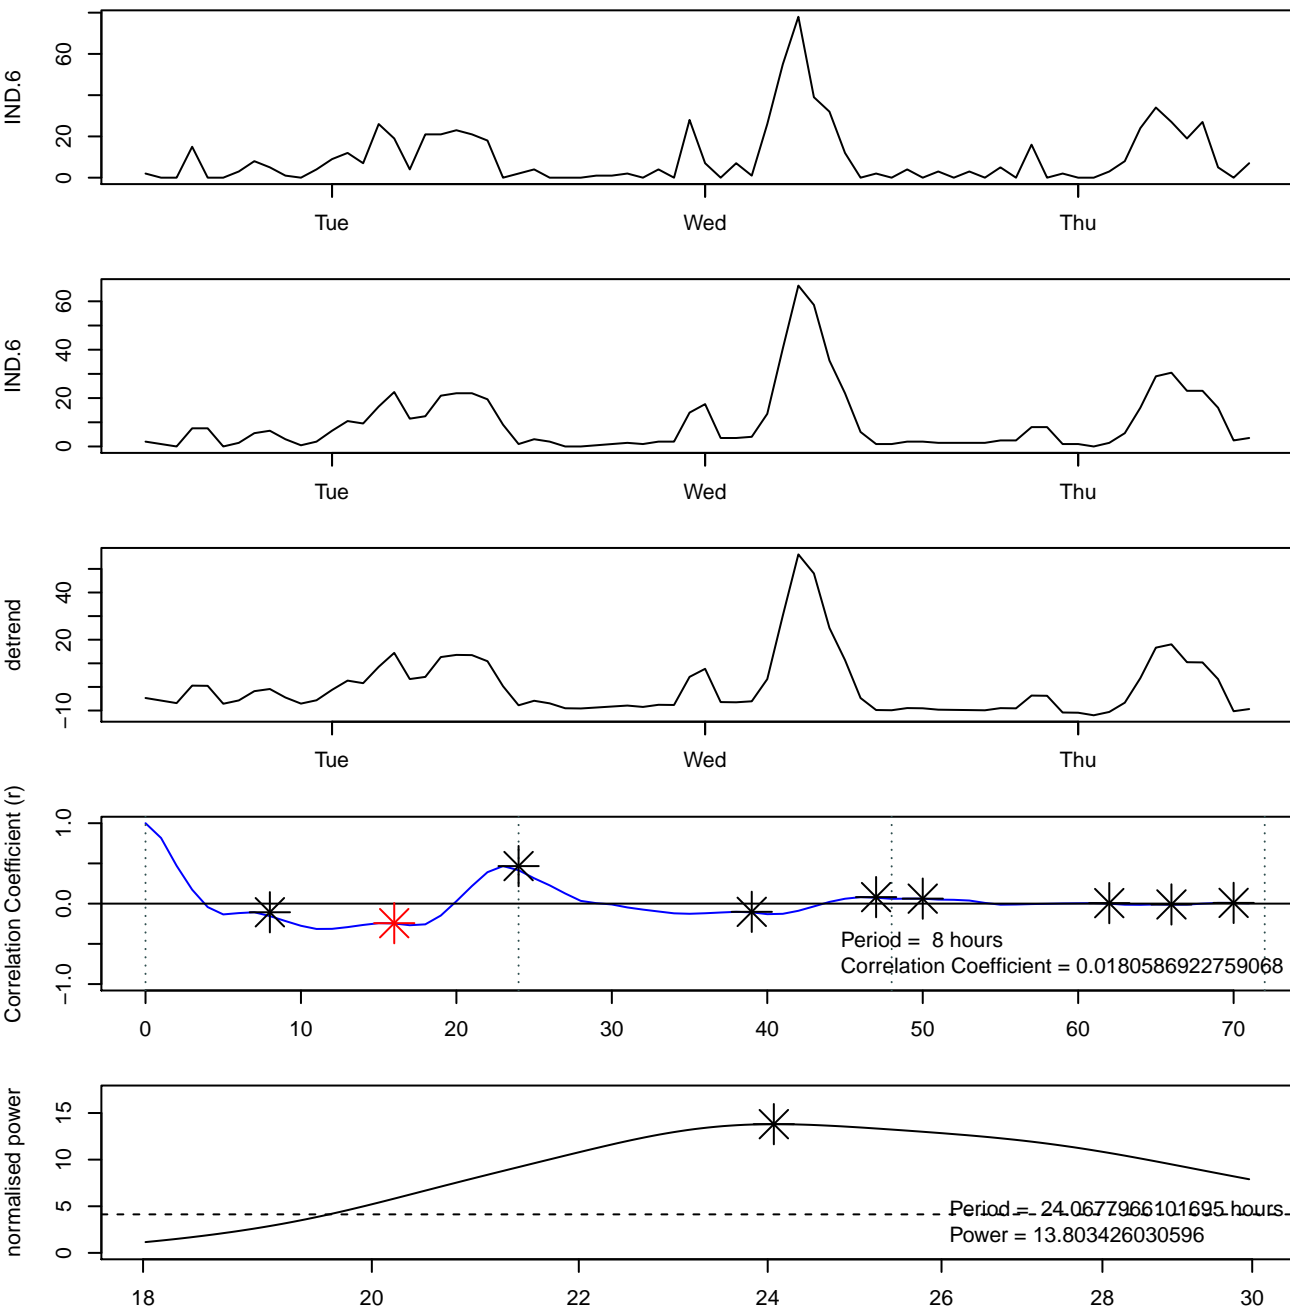 IND.6
0 20 60
Tue Wed Thu
IND.6
0 20 40 60
Tue Wed Thu
detrend
−10 20 40
Tue Wed Thu
Correlation Coefficient (r)
−1.0 0.0 1.0
Period = 8 hours
Correlation Coefficient = 0.0180586922759068
0 10 20 30 40 50 60 70
normalised power
0 5 10 15
Period = 24.0677966101695 hours
Power = 13.803426030596
18 20 22 24 26 28 30